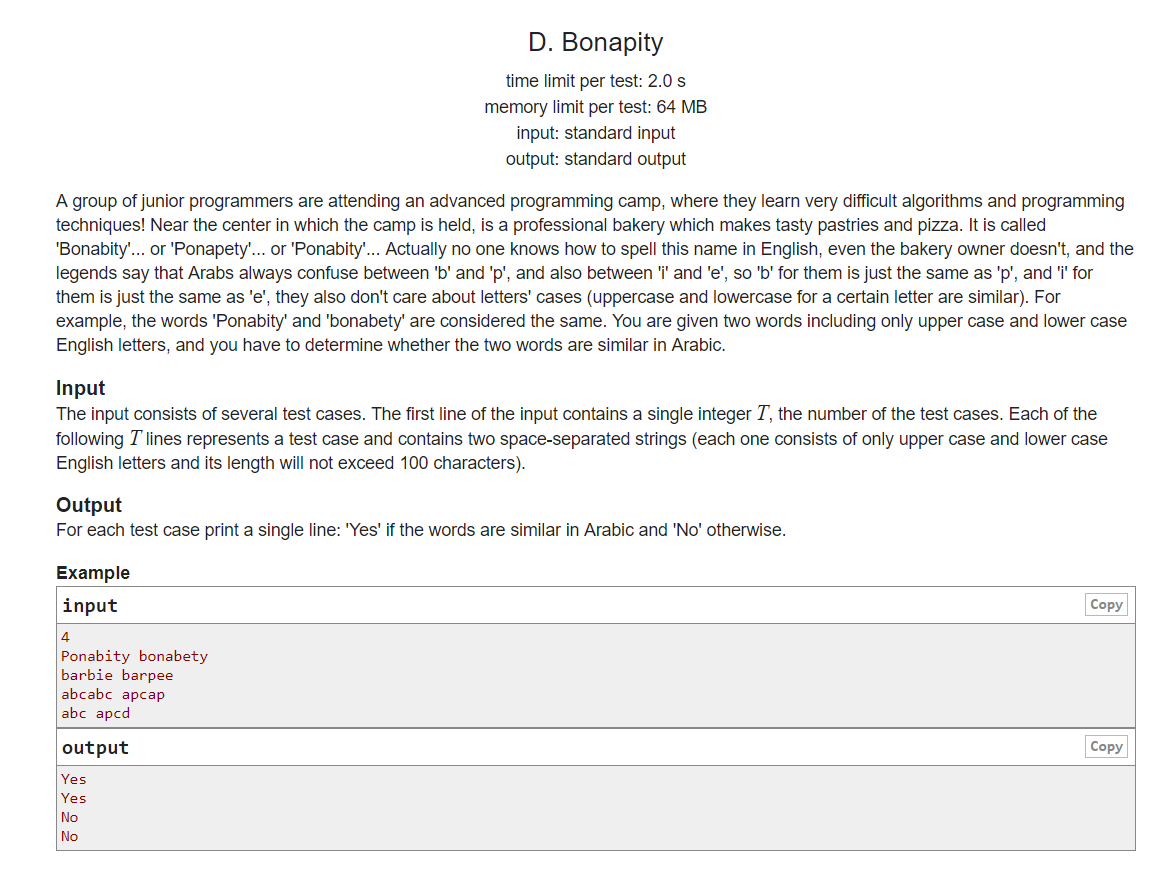 D. Bonapity
time limit per test: 2.0 s
memory limit per test: 64 MB
input: standard input
output: standard output
A group of junior programmers are attending an advanced programming camp, where they learn very difficult algorithms and programming
techniques! Near the center in which the camp is held, is a professional bakery which makes tasty pastries and pizza. It is called
'Bonabity'... or 'Ponapety'... or 'Ponabity'... Actually no one knows how to spell this name in English, even the bakery owner doesn't, and the
legends say that Arabs always confuse between 'b' and 'p', and also between 'i' and 'e', so 'b' for them is just the same as 'p', and 'i' for
them is just the same as 'e', they also don't care about letters' cases (uppercase and lowercase for a certain letter are similar). For
example, the words 'Ponabity' and 'bonabety' are considered the same. You are given two words including only upper case and lower case
English letters, and you have to determine whether the two words are similar in Arabic.
Input
The input consists of several test cases. The first line of the input contains a single integer T, the number of the test cases. Each of the
following T lines represents a test case and contains two space-separated strings (each one consists of only upper case and lower case
English letters and its length will not exceed 100 characters).
Output
For each test case print a single line: 'Yes' if the words are similar in Arabic and 'No' otherwise.
Example
input Copy
4
Ponabity bonabety
barbie barpee
abcabc apcap
abc apcd
output Copy
Yes
Yes
No
No